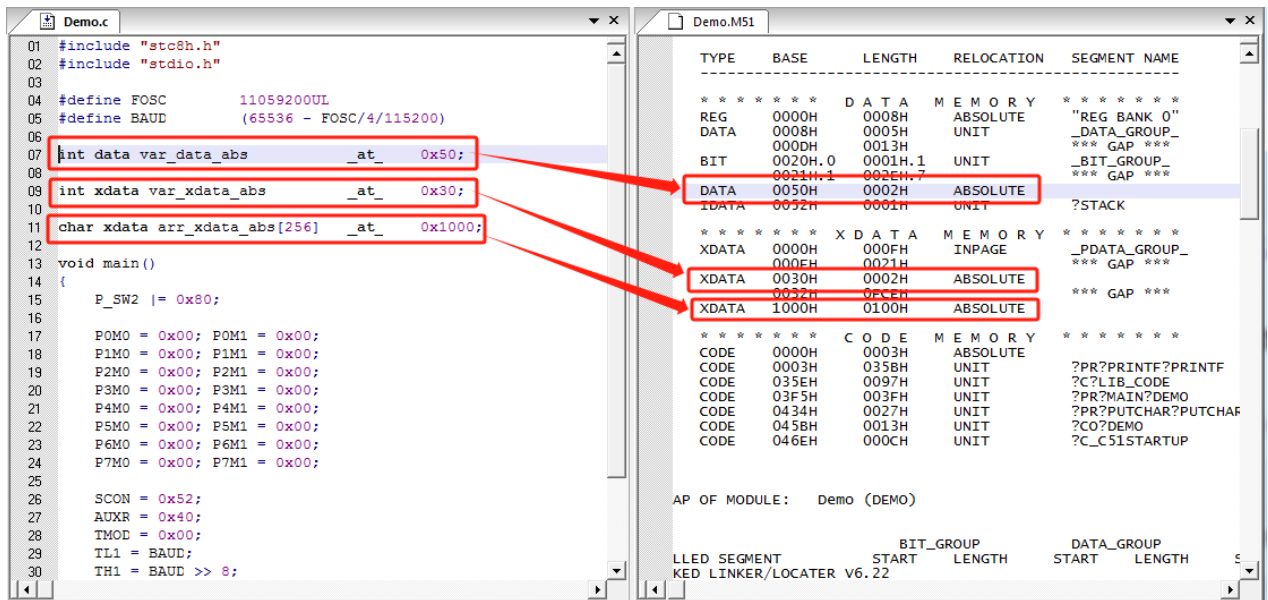 Demo.c
01 #include "stc8h.h"
02 #include "stdio.h"
03
04 #define FOSC 11059200UL
05 #define BAUD (65536 - FOSC/4/115200)
06
07 int data var_data_abs _at_ 0x50;
08
09 int xdata var_xdata_abs _at_ 0x30;
10
11 char xdata arr_xdata_abs[256] _at_ 0x1000;
12
13 void main()
14 {
15 P_SW2 |= 0x80;
16
17 P0M0 = 0x00; P0M1 = 0x00;
18 P1M0 = 0x00; P1M1 = 0x00;
19 P2M0 = 0x00; P2M1 = 0x00;
20 P3M0 = 0x00; P3M1 = 0x00;
21 P4M0 = 0x00; P4M1 = 0x00;
22 P5M0 = 0x00; P5M1 = 0x00;
23 P6M0 = 0x00; P6M1 = 0x00;
24 P7M0 = 0x00; P7M1 = 0x00;
25
26 SCON = 0x52;
27 AUXR = 0x40;
28 TMOD = 0x00;
29 TL1 = BAUD;
30 TH1 = BAUD >> 8;
Demo.M51
TYPE BASE LENGTH RELOCATION SEGMENT NAME
-----------------------------------------------------
* * * * * * * D A T A M E M O R Y * * * * * * *
REG 0000H 0008H ABSOLUTE "REG BANK 0"
DATA 0008H 0005H UNIT _DATA_GROUP_
000DH 0013H *** GAP ***
BIT 0020H.0 0001H.1 UNIT _BIT_GROUP_
0021H.1 002EH.7 *** GAP ***
DATA 0050H 0002H ABSOLUTE
IDATA 0052H 0001H UNIT ?STACK
* * * * * * * X D A T A M E M O R Y * * * * * * *
XDATA 0000H 000FH INPAGE _PDATA_GROUP_
000FH 0021H *** GAP ***
XDATA 0030H 0002H ABSOLUTE
0032H 0FCEH *** GAP ***
XDATA 1000H 0100H ABSOLUTE
* * * * * * * C O D E M E M O R Y * * * * * * *
CODE 0000H 0003H ABSOLUTE
CODE 0003H 035BH UNIT ?PR?PRINTF?PRINTF
CODE 035EH 0097H UNIT ?C?LIB_CODE
CODE 03F5H 003FH UNIT ?PR?MAIN?DEMO
CODE 0434H 0027H UNIT ?PR?PUTCHAR?PUTCHAR
CODE 045BH 0013H UNIT ?CO?DEMO
CODE 046EH 000CH UNIT ?C_C51STARTUP
AP OF MODULE: Demo (DEMO)
BIT_GROUP DATA_GROUP
LLED SEGMENT START LENGTH START LENGTH S
KED LINKER/LOCATER V6.22